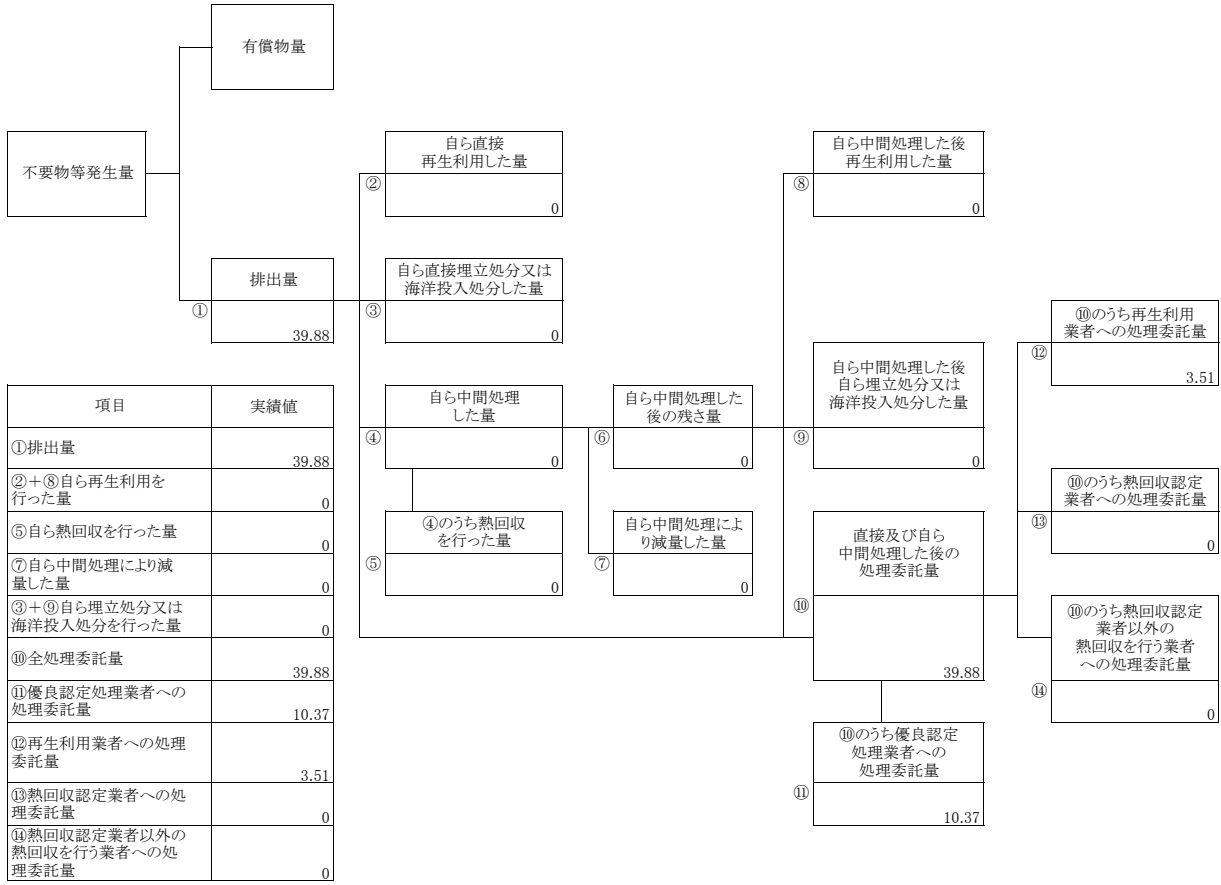 有償物量
不要物等発生量
自ら直接
再生利用した量
②
0
自ら中間処理した後
再生利用した量
⑧
0
排出量
①
39.88
自ら直接埋立処分又は
海洋投入処分した量
③
0
⑩のうち再生利用
業者への処理委託量
⑫
3.51
自ら中間処理
した量
④
0
自ら中間処理した
後の残さ量
⑥
0
自ら中間処理した後
自ら埋立処分又は
海洋投入処分した量
⑨
0
④のうち熱回収
を行った量
⑤
0
自ら中間処理によ
り減量した量
⑦
0
直接及び自ら
中間処理した後の
処理委託量
⑩
39.88
⑩のうち熱回収認定
業者への処理委託量
⑬
0
⑩のうち熱回収認定
業者以外の
熱回収を行う業者
への処理委託量
⑭
0
⑩のうち優良認定
処理業者への
処理委託量
⑪
10.37
項目 実績値
①排出量
39.88
②+⑧自ら再生利用を
行った量
0
⑤自ら熱回収を行った量
0
⑦自ら中間処理により減
量した量
0
③+⑨自ら埋立処分又は
海洋投入処分を行った量
0
⑩全処理委託量
39.88
⑪優良認定処理業者への
処理委託量
10.37
⑫再生利用業者への処理
委託量
3.51
⑬熱回収認定業者への処
理委託量
0
⑭熱回収認定業者以外の
熱回収を行う業者への処
理委託量
0